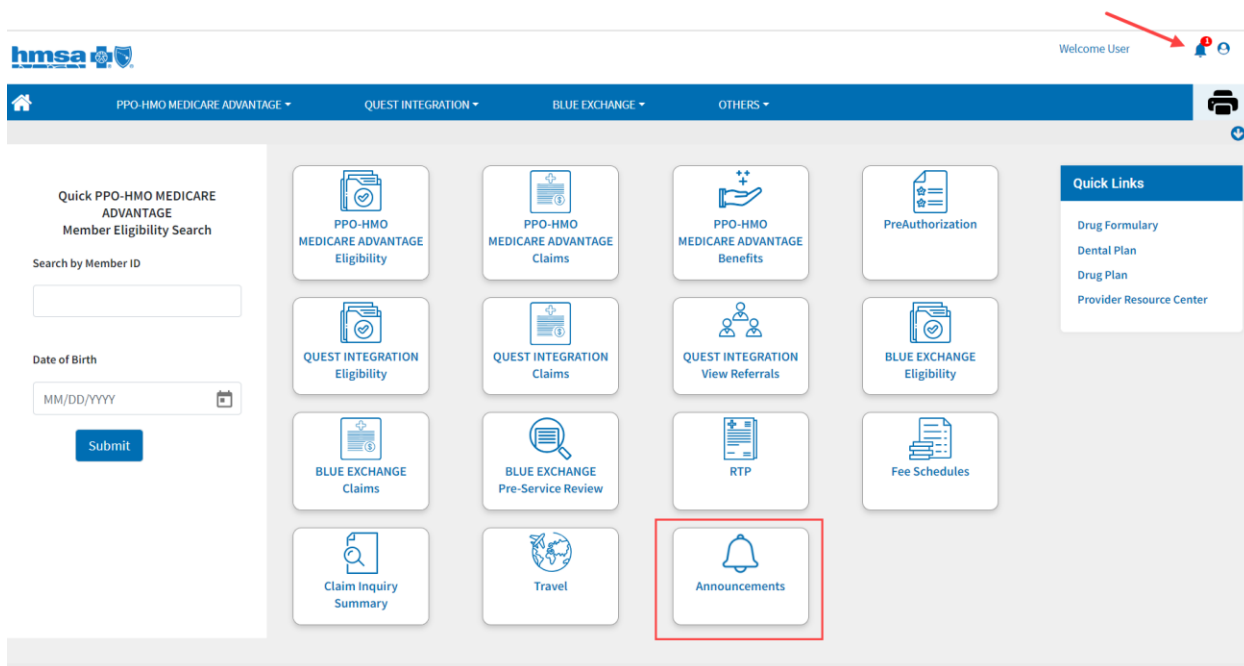 Welcome User
1
hmsa
PPO-HMO MEDICARE ADVANTAGE
QUEST INTEGRATION
BLUE EXCHANGE
OTHERS
Quick PPO-HMO MEDICARE
ADVANTAGE
Member Eligibility Search
Search by Member ID
Date of Birth
MM/DD/YYYY
Submit
PPO-HMO
MEDICARE ADVANTAGE
Eligibility
PPO-HMO
MEDICARE ADVANTAGE
Claims
PPO-HMO
MEDICARE ADVANTAGE
Benefits
PreAuthorization
QUEST INTEGRATION
Eligibility
QUEST INTEGRATION
Claims
QUEST INTEGRATION
View Referrals
BLUE EXCHANGE
Eligibility
BLUE EXCHANGE
Claims
BLUE EXCHANGE
Pre-Service Review
RTP
Fee Schedules
Claim Inquiry
Summary
Travel
Announcements
Quick Links
Drug Formulary
Dental Plan
Drug Plan
Provider Resource Center